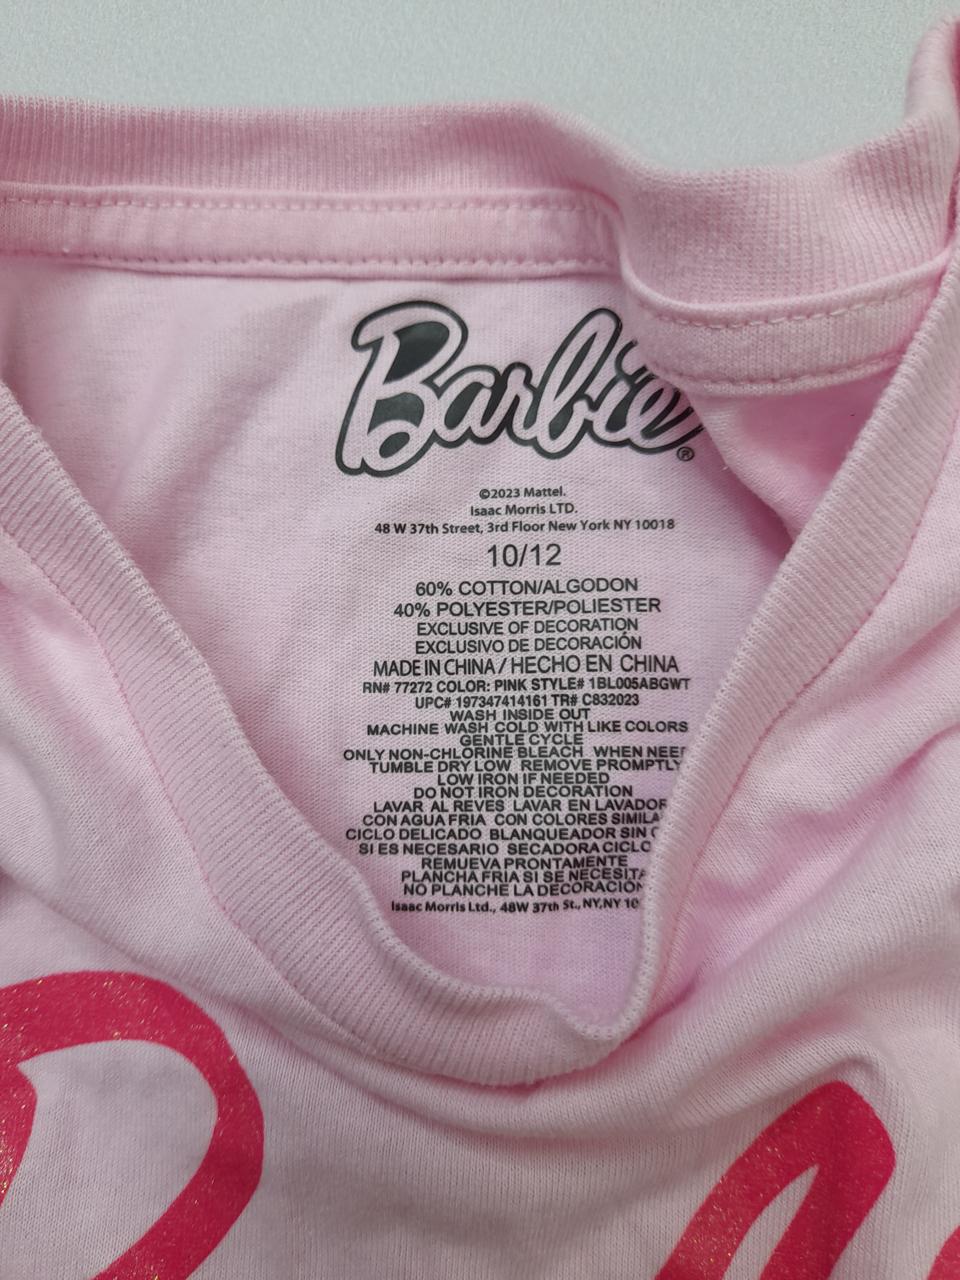 Barbie®
©2023 Mattel.
Isaac Morris LTD.
48 W 37th Street, 3rd Floor New York NY 10018
10/12
60% COTTON/ALGODON
40% POLYESTER/POLIESTER
EXCLUSIVE OF DECORATION
EXCLUSIVO DE DECORACIÓN
MADE IN CHINA / HECHO EN CHINA
RN# 77272 COLOR: PINK STYLE# 1BL005ABGWT
UPC# 197347414161 TR# C832023
WASH INSIDE OUT
MACHINE WASH COLD WITH LIKE COLORS
GENTLE CYCLE
ONLY NON-CHLORINE BLEACH WHEN
TUMBLE DRY LOW REMOVE PROMPTLY
LOW IRON IF NEEDED
DO NOT IRON DECORATION
LAVAR AL REVES LAVAR EN
CON AGUA FRIA CON COLORES
CICLO DELICADO BLANQUEADOR SIN
SI ES NECESARIO SECADORA CICLO
REMUEVA PRONTAMENTE
PLANCHA FRIA SI SE NECESITA
NO PLANCHE LA DECORACIÓN
Isaac Morris Ltd., 48W 37th St., NY, NY